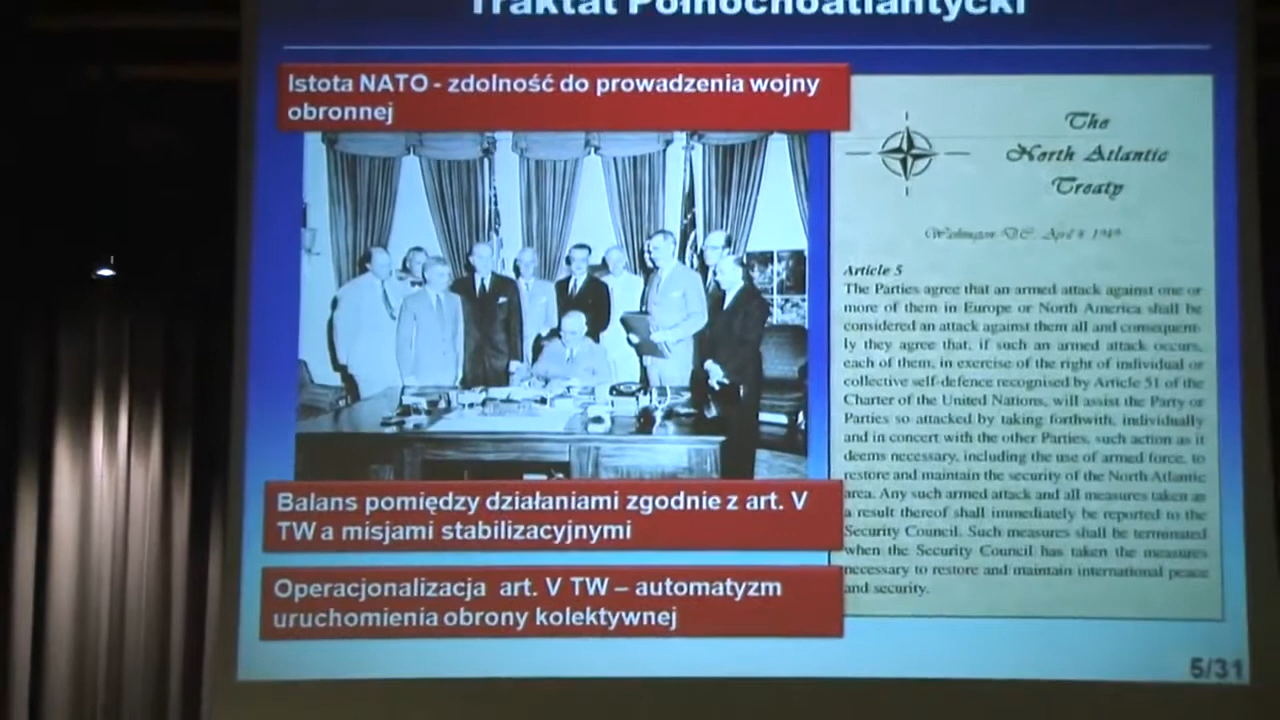 Traktat Północnoatlantycki
Istota NATO - zdolność do prowadzenia wojny
obronnej
The
North Atlantic
Treaty
Washington DC, April 4 1949
Article 5
The Parties agree that an armed attack against one or
more of them in Europe or North America shall be
considered an attack against them all and consequent-
ly they agree that, if such an armed attack occurs,
each of them, in exercise of the right of individual or
collective self-defence recognised by Article 51 of the
Charter of the United Nations, will assist the Party or
Parties so attacked by taking forthwith, individually
and in concert with the other Parties, such action as it
deems necessary, including the use of armed force, to
restore and maintain the security of the North Atlantic
area. Any such armed attack and all measures taken as
a result thereof shall immediately be reported to the
Security Council. Such measures shall be terminated
when the Security Council has taken the measures
necessary to restore and maintain international peace
and security.
Balans pomiędzy działaniami zgodnie z art. V
TW a misjami stabilizacyjnymi
Operacjonalizacja art. V TW – automatyzm
uruchomienia obrony kolektywnej
5/31